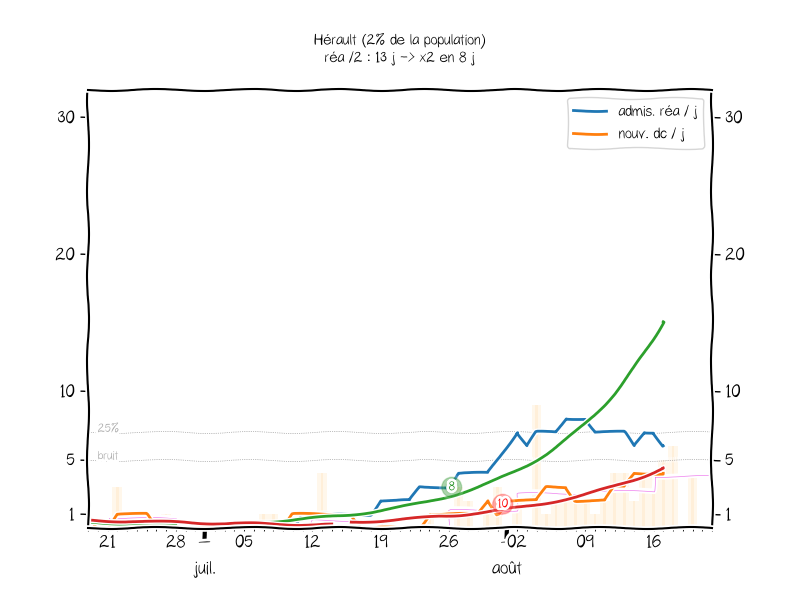 Hérault (2% de la population)
réa /2 : 13 j -> x2 en 8 j
admis. réa / j
nouv. dc / j
30
30
20
20
10
10
25%
bruit
5
5
8
10
1
1
21 28 05 12 19 26 02 09 16
juil. août